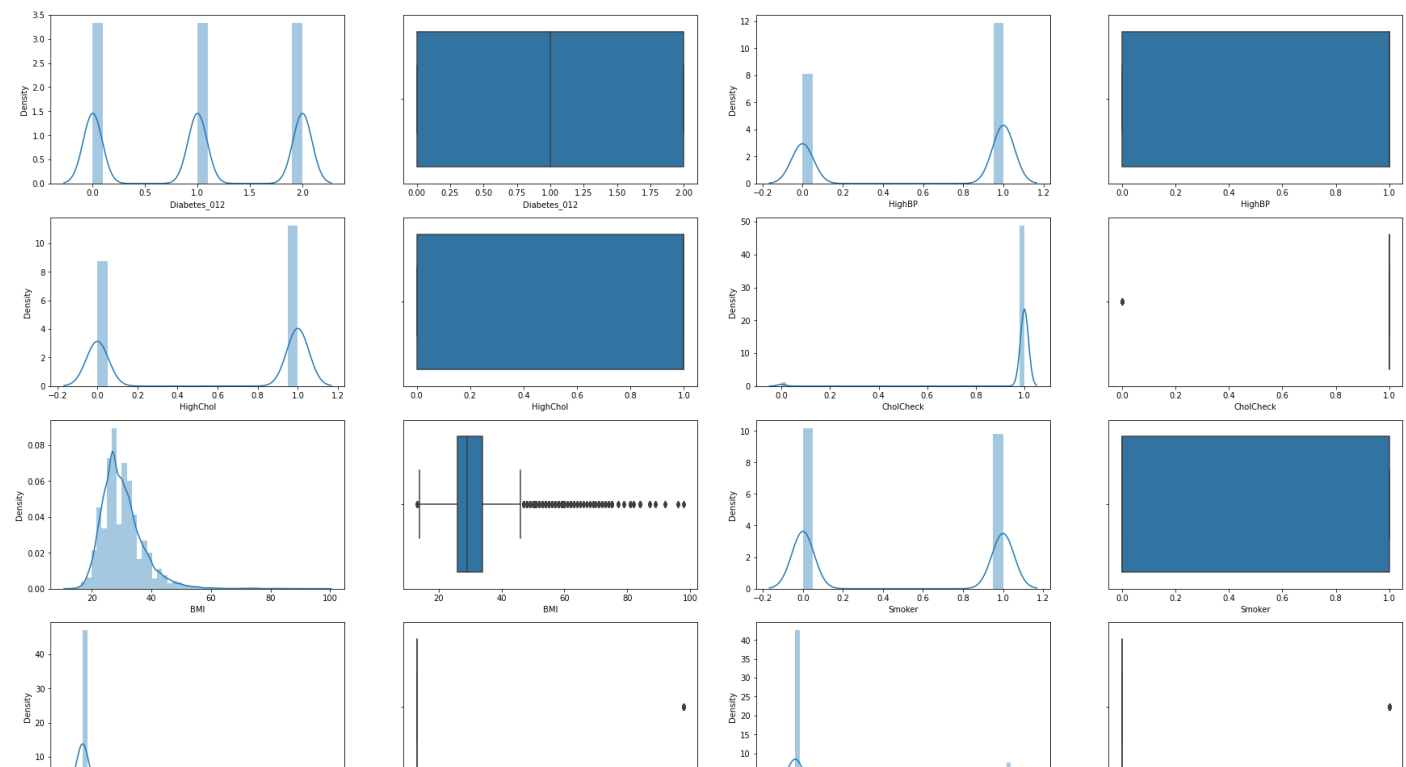 3.5
3.0
2.5
2.0
1.5
1.0
0.5
0.0
Density
0.0 0.5 1.0 1.5 2.0
Diabetes_012
0.00 0.25 0.50 0.75 1.00 1.25 1.50 1.75 2.00
Diabetes_012
12
10
8
6
4
2
0
Density
−0.2 0.0 0.2 0.4 0.6 0.8 1.0 1.2
HighBP
0.0 0.2 0.4 0.6 0.8 1.0
HighBP
10
8
6
4
2
0
Density
−0.2 0.0 0.2 0.4 0.6 0.8 1.0 1.2
HighChol
0.0 0.2 0.4 0.6 0.8 1.0
HighChol
50
40
30
20
10
0
Density
0.0 0.2 0.4 0.6 0.8 1.0
CholCheck
0.0 0.2 0.4 0.6 0.8 1.0
CholCheck
0.08
0.06
0.04
0.02
0.00
Density
20 40 60 80 100
BMI
20 40 60 80 100
BMI
10
8
6
4
2
0
Density
−0.2 0.0 0.2 0.4 0.6 0.8 1.0 1.2
Smoker
0.0 0.2 0.4 0.6 0.8 1.0
Smoker
40
30
20
10
Density
40
35
30
25
20
15
10
Density